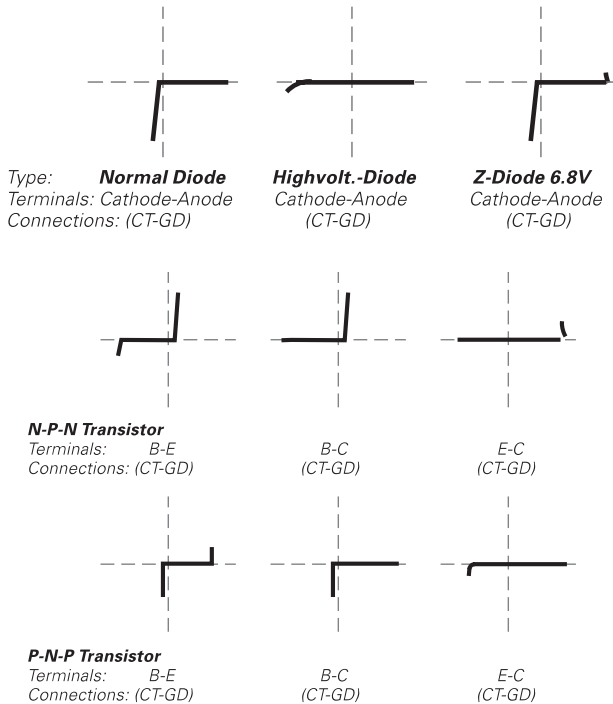 Type: Normal Diode Highvolt.-Diode Z-Diode 6.8V
Terminals: Cathode-Anode Cathode-Anode Cathode-Anode
Connections: (CT-GD) (CT-GD) (CT-GD)
N-P-N Transistor
Terminals: B-E B-C E-C
Connections: (CT-GD) (CT-GD) (CT-GD)
P-N-P Transistor
Terminals: B-E B-C E-C
Connections: (CT-GD) (CT-GD) (CT-GD)